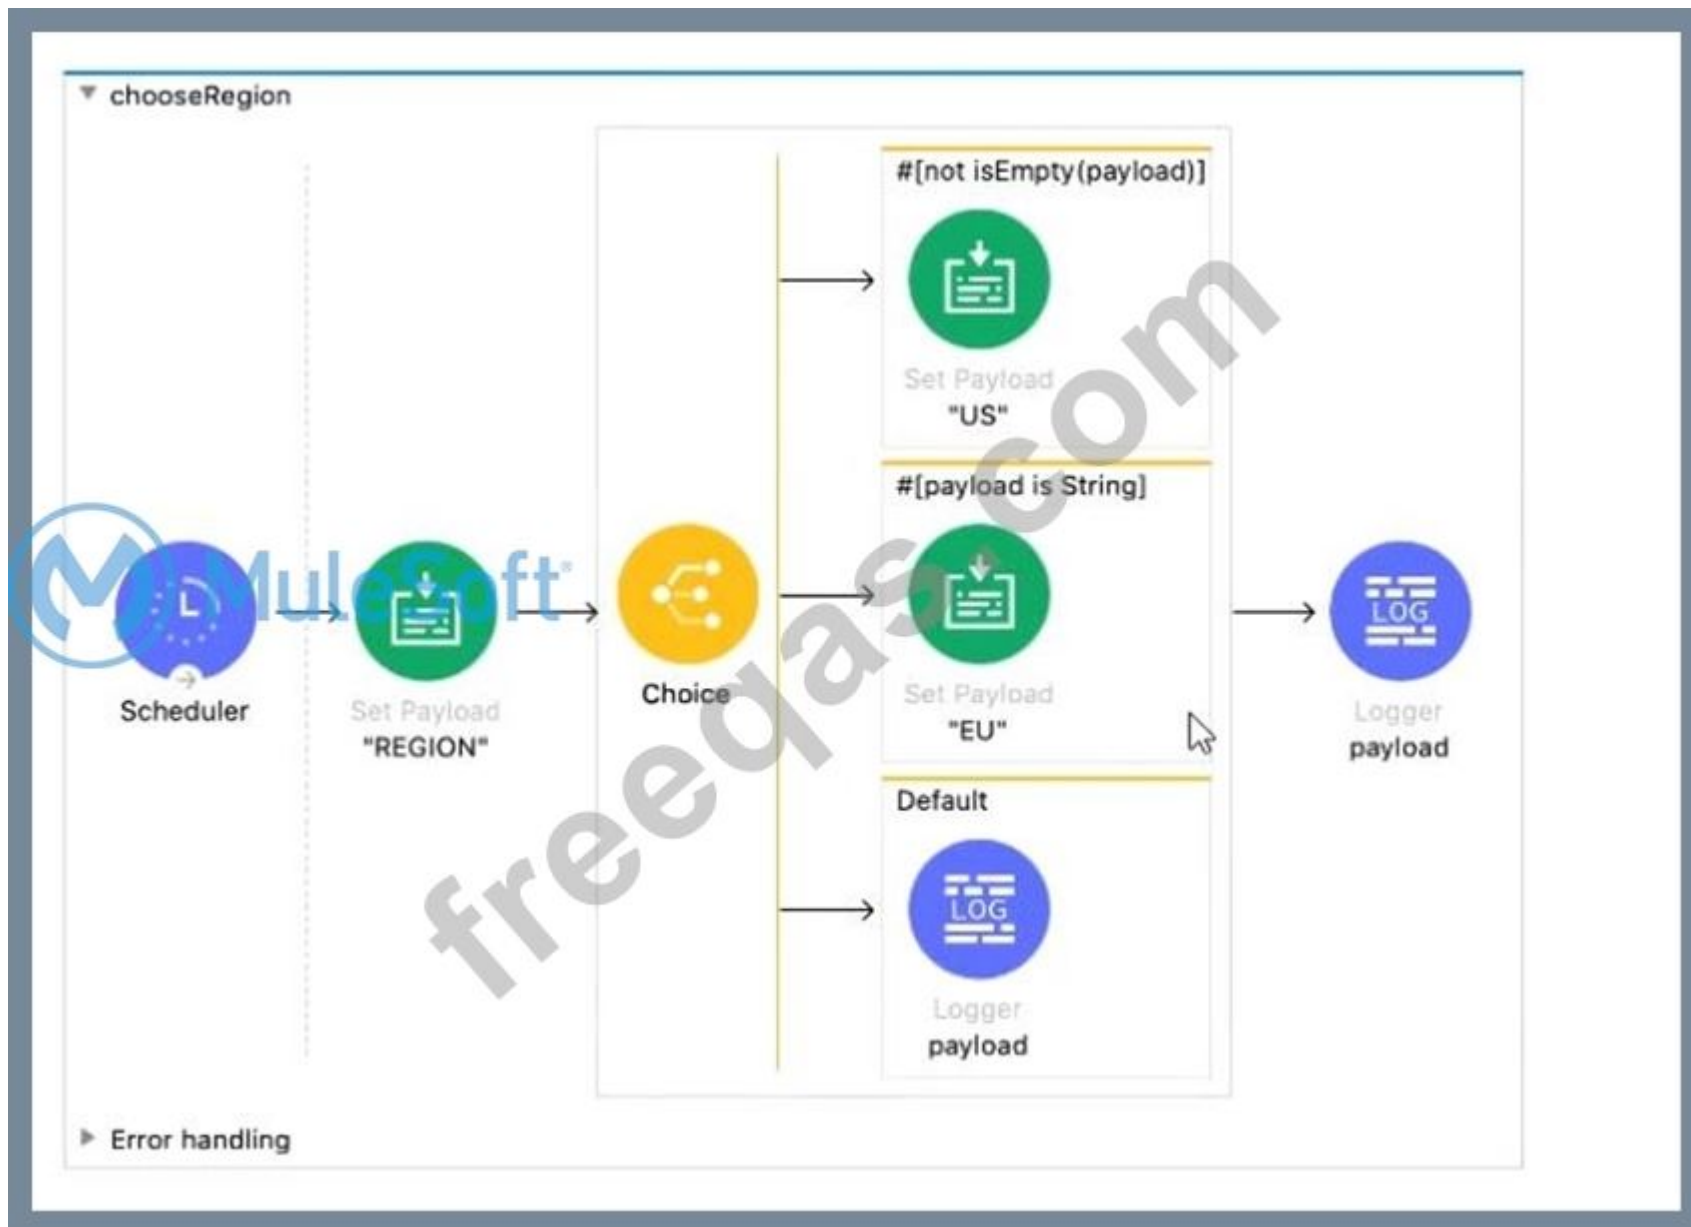 chooseRegion
#[not isEmpty(payload)]
Set Payload
"US"
#[payload is String]
MuleSoft®
Scheduler
Set Payload
"REGION"
Choice
Set Payload
"EU"
LOG
Logger
payload
Default
LOG
Logger
payload
Error handling
freeqas.com